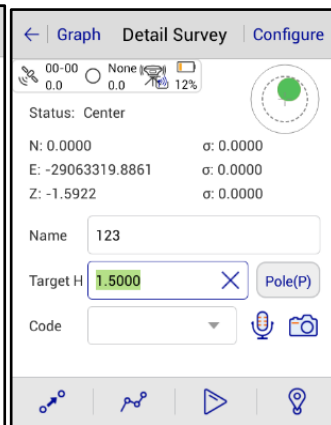 Graph Detail Survey Configure
00-00 None
0.0 0.0 12%
Status: Center
N: 0.0000 σ: 0.0000
E: -29063319.8861 σ: 0.0000
Z: -1.5922 σ: 0.0000
Name 123
Target H 1.5000 Pole(P)
Code